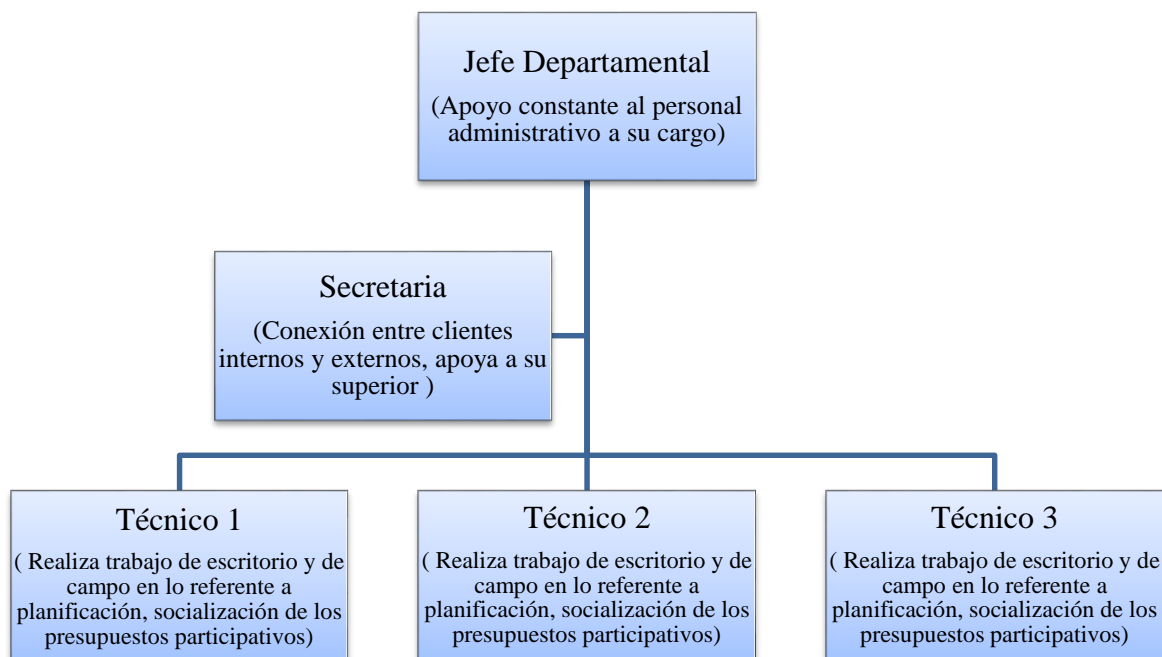 Jefe Departamental
(Apoyo constante al personal
administrativo a su cargo)
Secretaria
(Conexión entre clientes
internos y externos, apoya a su
superior )
Técnico 1
( Realiza trabajo de escritorio y de
campo en lo referente a
planificación, socialización de los
presupuestos participativos)
Técnico 2
( Realiza trabajo de escritorio y de
campo en lo referente a
planificación, socialización de los
presupuestos participativos)
Técnico 3
( Realiza trabajo de escritorio y de
campo en lo referente a
planificación, socialización de los
presupuestos participativos)